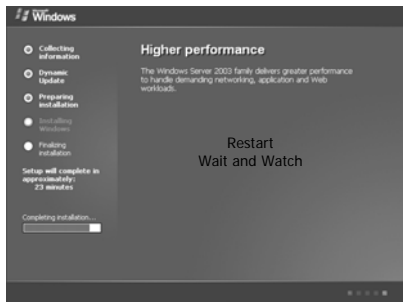 Microsoft
Windows
Collecting
information
Dynamic
Update
Preparing
installation
Installing
Windows
Finalizing
installation
Setup will complete in
approximately:
23 minutes
Completing installation...
Higher performance
The Windows Server 2003 family delivers greater performance
to handle demanding networking, application and Web
workloads.
Restart
Wait and Watch